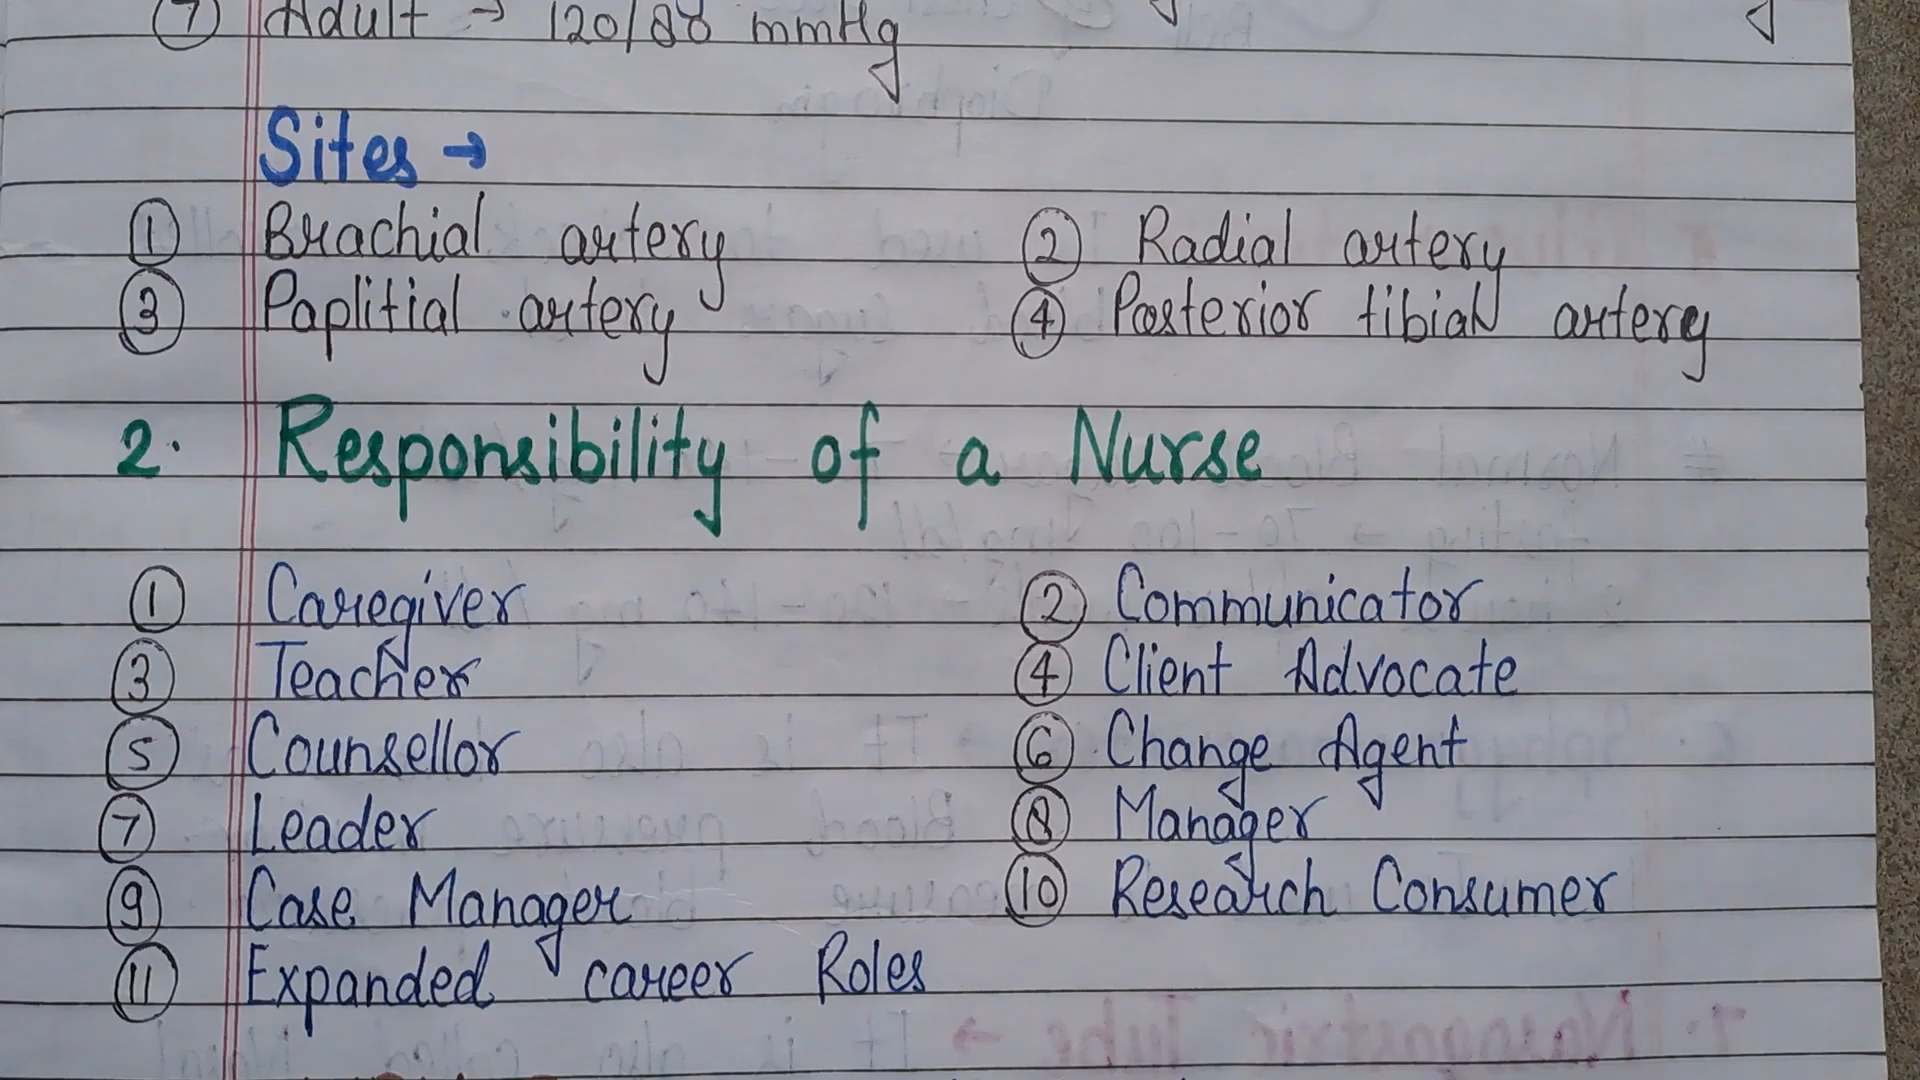 7 Adult → 120/80 mmHg
Sites →
1 Brachial artery 2 Radial artery
3 Paplitial artery 4 Posterior tibial artery
2. Responsibility of a Nurse
1 Caregiver 2 Communicator
3 Teacher 4 Client Advocate
5 Counsellor 6 Change Agent
7 Leader 8 Manager
9 Case Manager 10 Research Consumer
11 Expanded career Roles